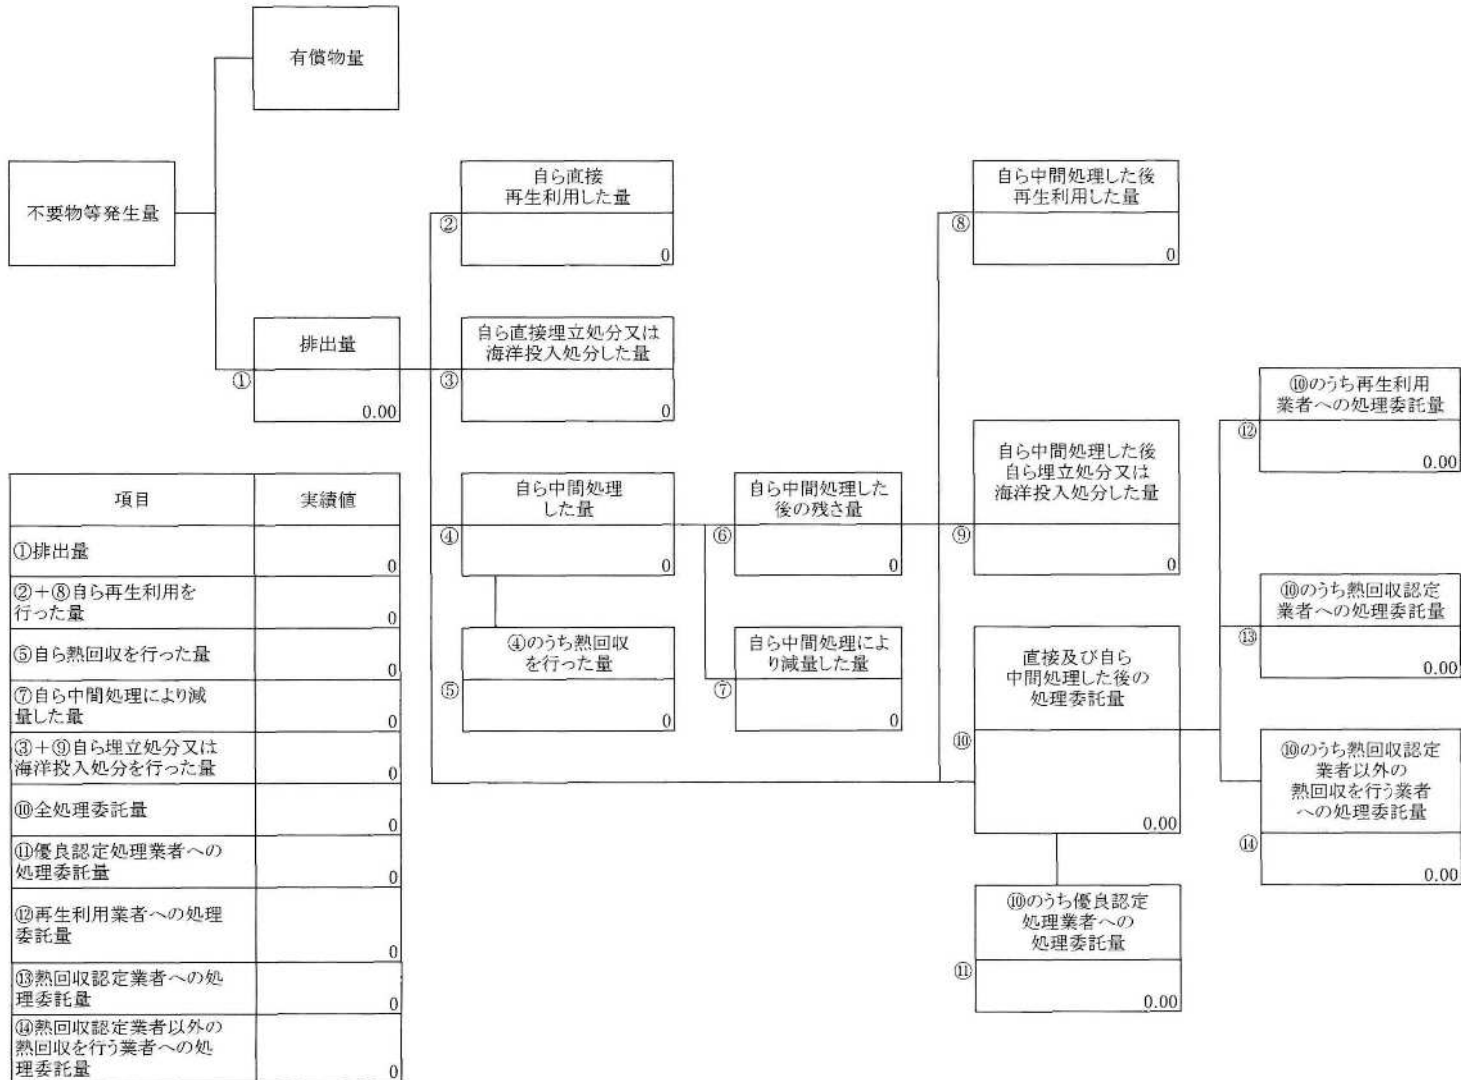 有償物量
不要物等発生量
排出量
①
0.00
自ら直接
再生利用した量
②
0
自ら直接埋立処分又は
海洋投入処分した量
③
0
自ら中間処理
した量
④
0
④のうち熱回収
を行った量
⑤
0
自ら中間処理した
後の残さ量
⑥
0
自ら中間処理によ
り減量した量
⑦
0
自ら中間処理した後
再生利用した量
⑧
0
自ら中間処理した後
自ら埋立処分又は
海洋投入処分した量
⑨
0
直接及び自ら
中間処理した後の
処理委託量
⑩
0.00
⑩のうち優良認定
処理業者への
処理委託量
⑪
0.00
⑩のうち再生利用
業者への処理委託量
⑫
0.00
⑩のうち熱回収認定
業者への処理委託量
⑬
0.00
⑩のうち熱回収認定
業者以外の
熱回収を行う業者
への処理委託量
⑭
0.00
項目 実績値
①排出量
0
②+⑧自ら再生利用を
行った量
0
⑤自ら熱回収を行った量
0
⑦自ら中間処理により減
量した量
0
③+⑨自ら埋立処分又は
海洋投入処分を行った量
0
⑩全処理委託量
0
⑪優良認定処理業者への
処理委託量
0
⑫再生利用業者への処理
委託量
0
⑬熱回収認定業者への処
理委託量
0
⑭熱回収認定業者以外の
熱回収を行う業者への処
理委託量
0